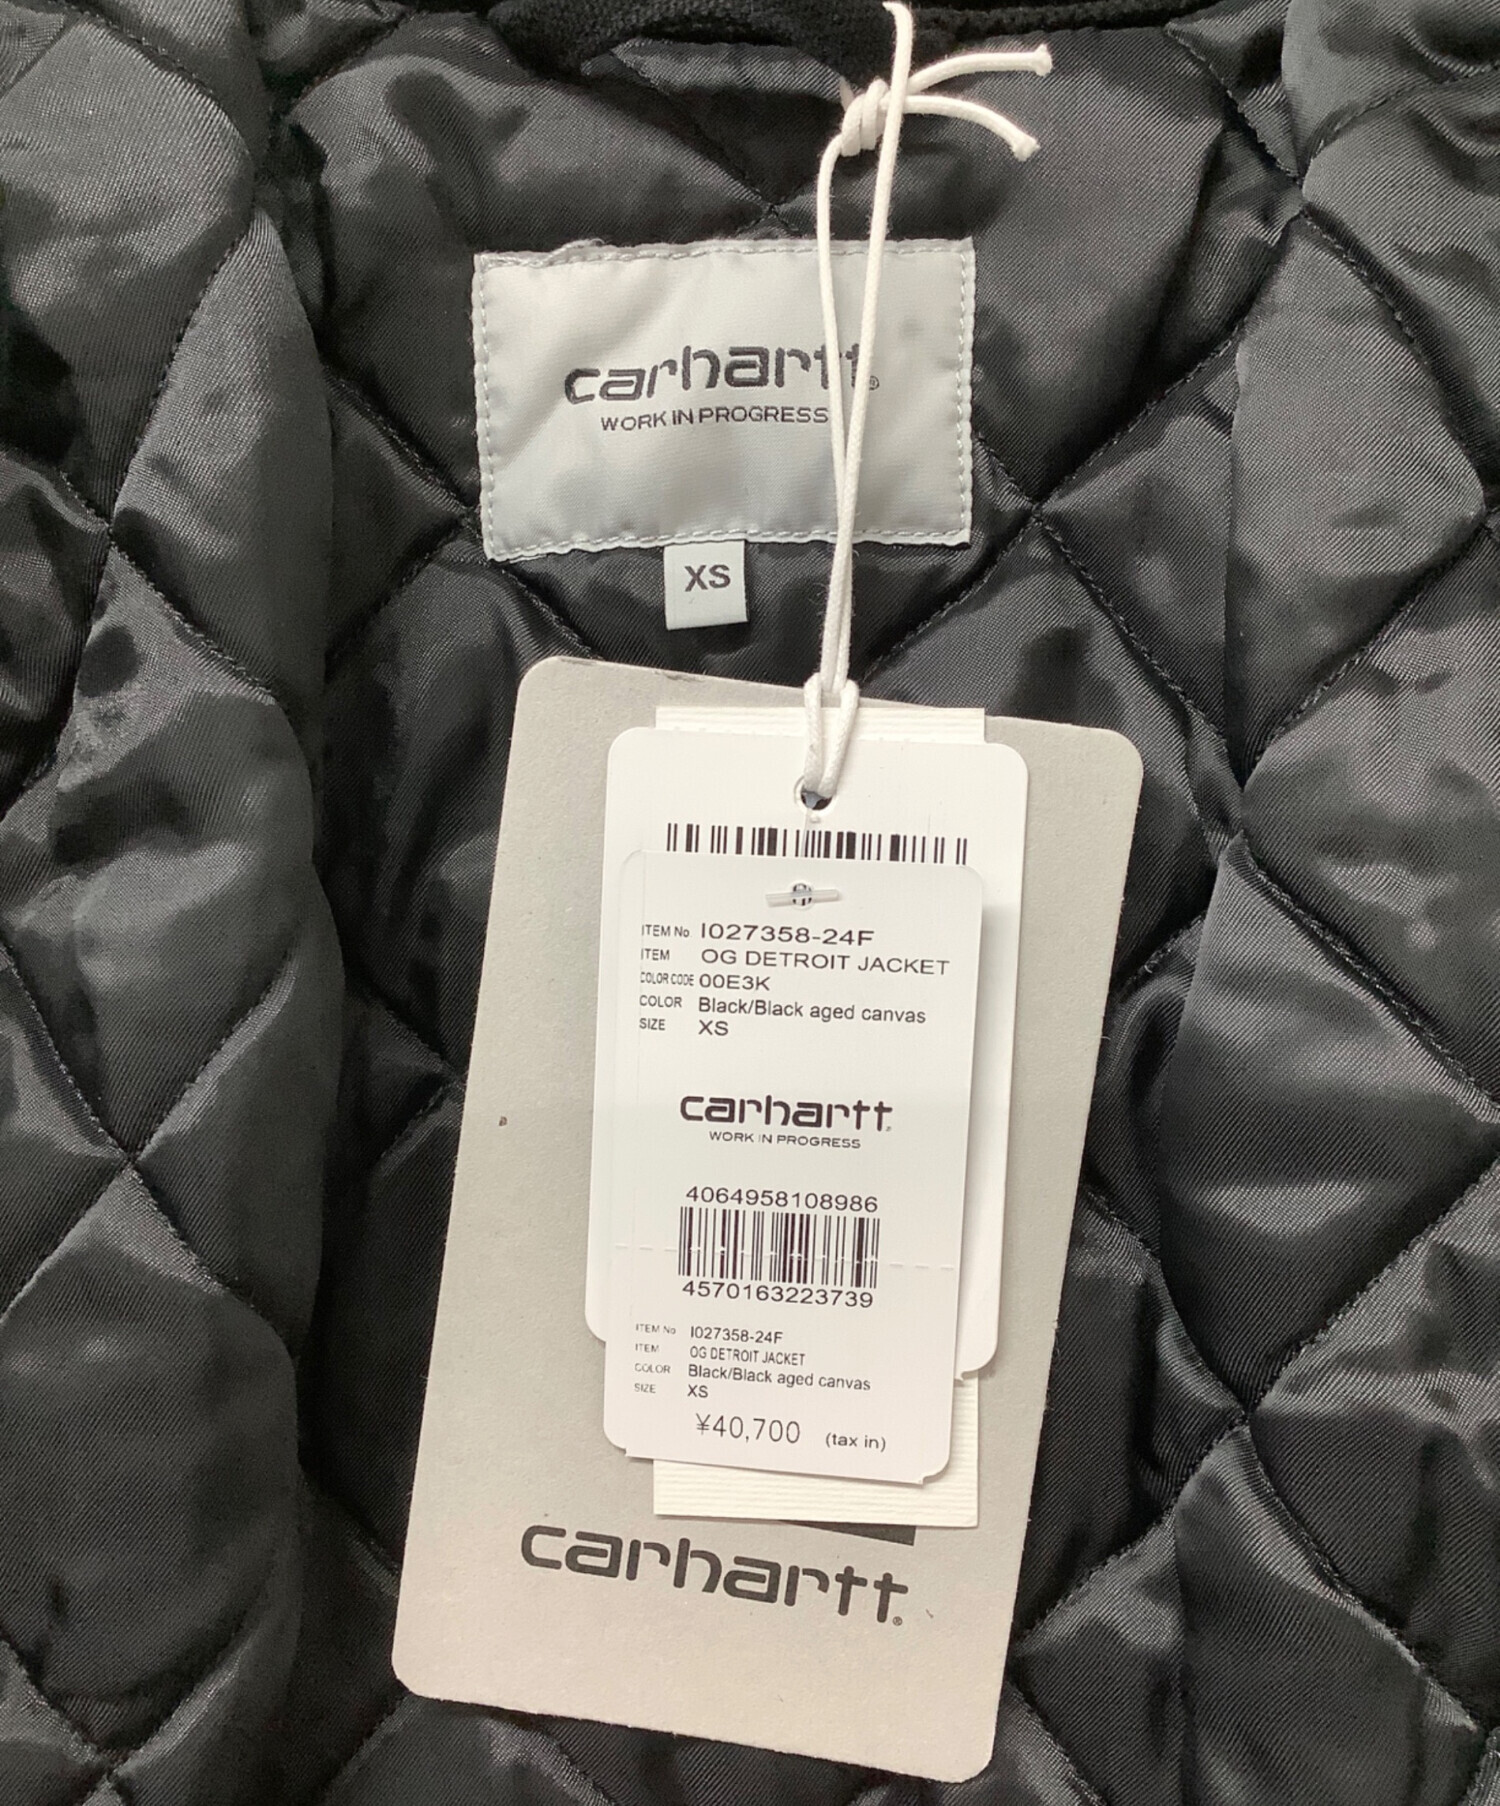 carhartt®
WORK IN PROGRESS
XS
ITEM No I027358-24F
ITEM OG DETROIT JACKET
COLOR CODE 00E3K
COLOR Black/Black aged canvas
SIZE XS
carhartt
WORK IN PROGRESS
4064958108986
4570163223739
ITEM No I027358-24F
ITEM OG DETROIT JACKET
COLOR Black/Black aged canvas
SIZE XS
¥40,700 (tax in)
carhartt®